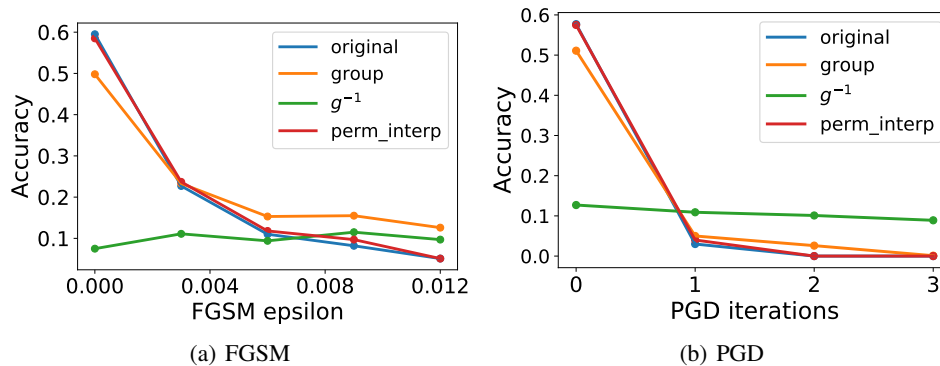 0.6
0.5
0.4
0.3
0.2
0.1
Accuracy
original
group
g⁻¹
perm_interp
0.000 0.004 0.008 0.012
FGSM epsilon
(a) FGSM
0.6
0.5
0.4
0.3
0.2
0.1
0.0
Accuracy
original
group
g⁻¹
perm_interp
0 1 2 3
PGD iterations
(b) PGD